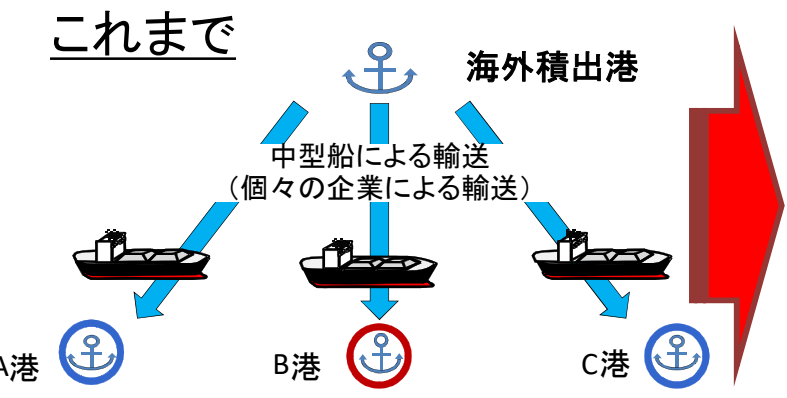 これまで
海外積出港
中型船による輸送
（個々の企業による輸送）
A港
B港
C港